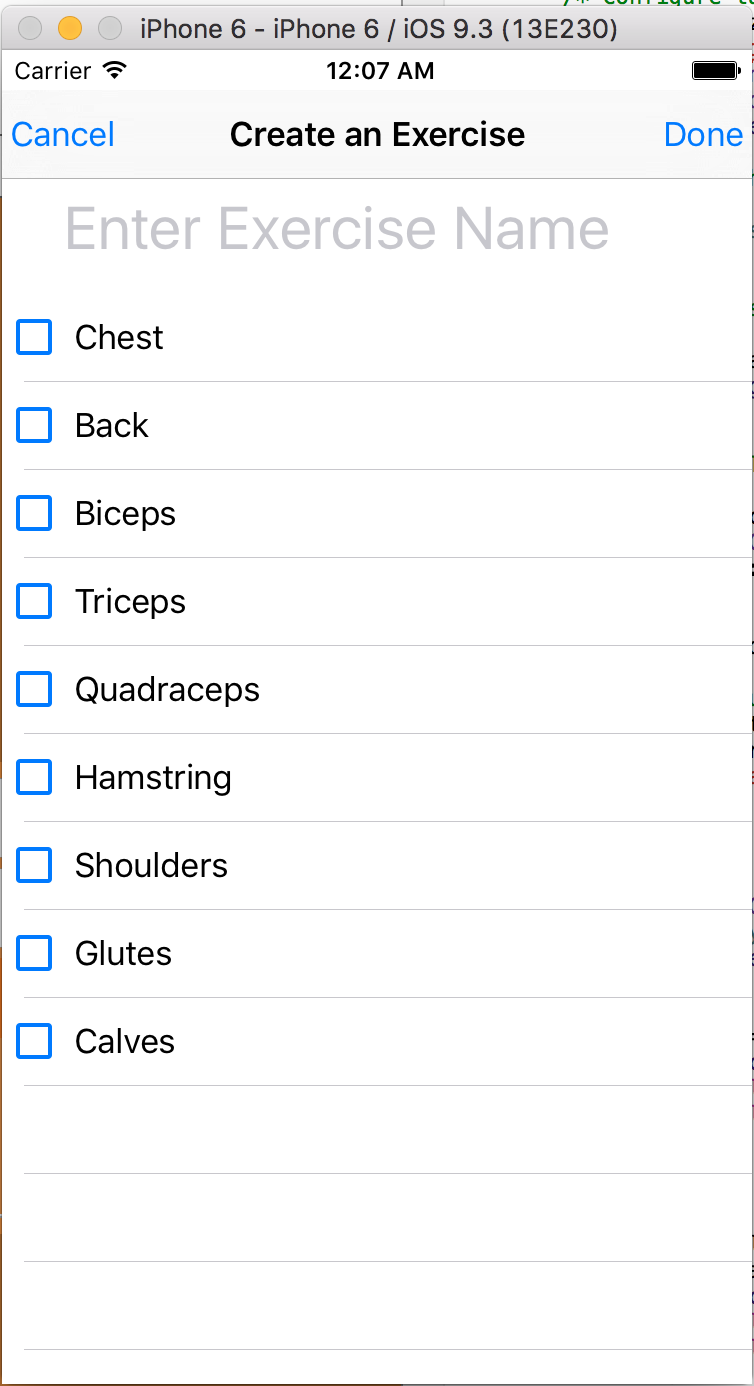 iPhone 6 - iPhone 6 / iOS 9.3 (13E230)
Carrier 12:07 AM
Cancel Create an Exercise Done
Enter Exercise Name
Chest
Back
Biceps
Triceps
Quadraceps
Hamstring
Shoulders
Glutes
Calves